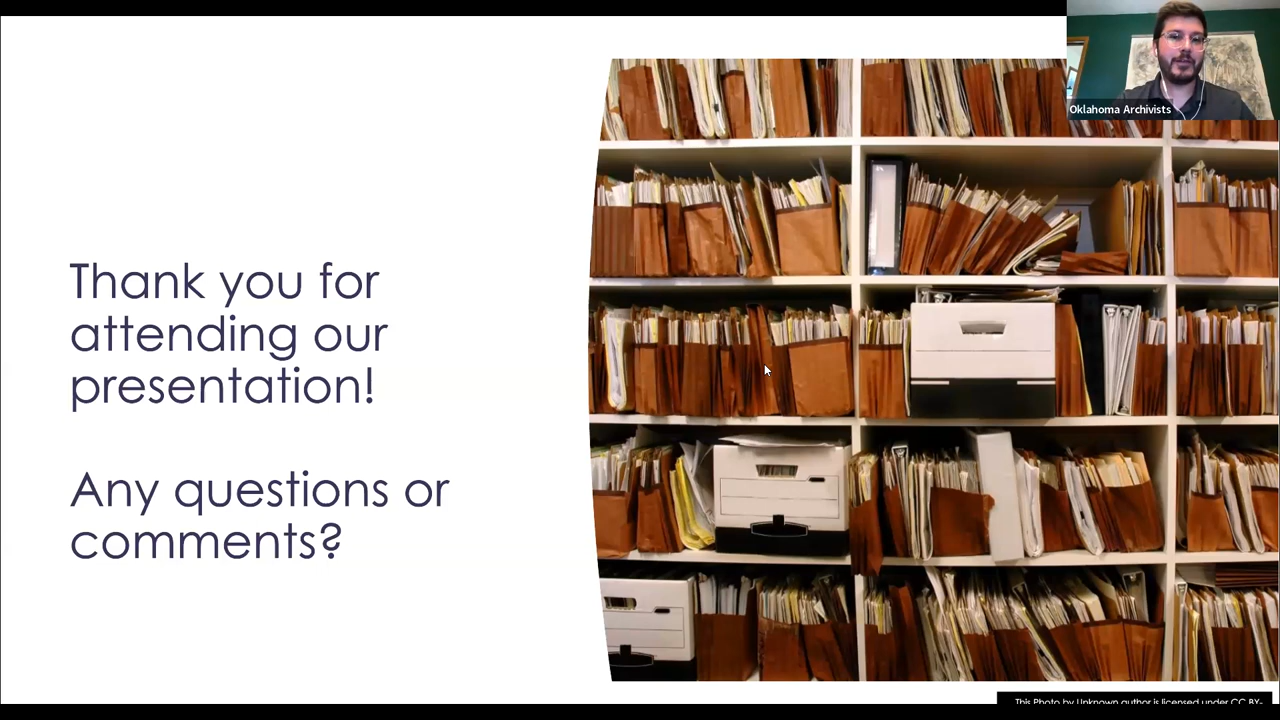 Oklahoma Archivists
Thank you for
attending our
presentation!
Any questions or
comments?
This Photo by Unknown author is licensed under CC BY-